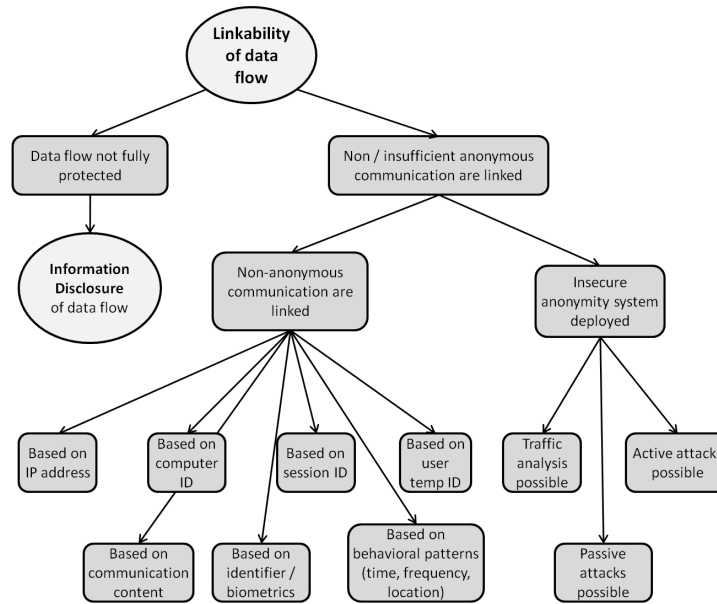 Linkability
of data
flow
Data flow not fully
protected
Non / insufficient anonymous
communication are linked
Information
Disclosure
of data flow
Non-anonymous
communication are
linked
Insecure
anonymity system
deployed
Based on
IP address
Based on
computer
ID
Based on
session ID
Based on
user
temp ID
Traffic
analysis
possible
Active attack
possible
Based on
communication
content
Based on
identifier /
biometrics
Based on
behavioral patterns
(time, frequency,
location)
Passive
attacks
possible